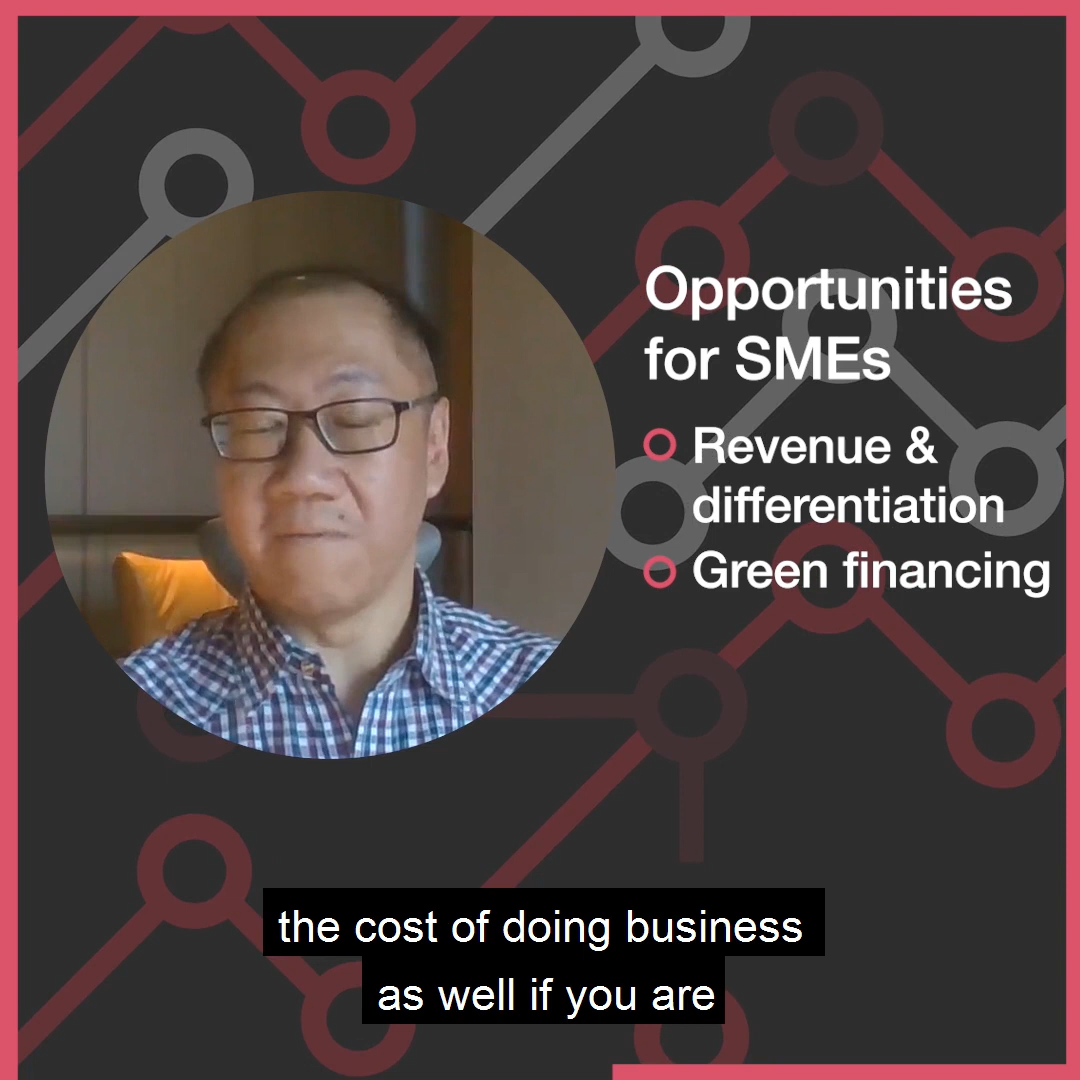 Opportunities
for SMEs
Revenue &
differentiation
Green financing
the cost of doing business
as well if you are